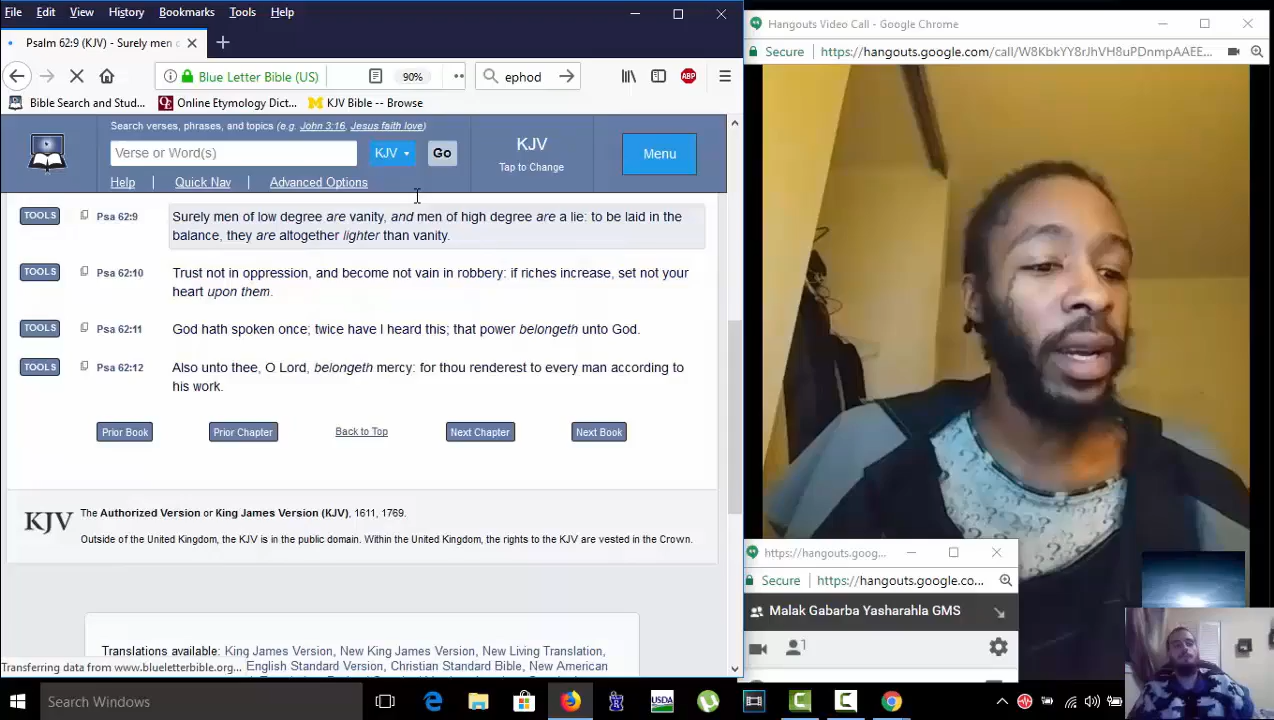 File Edit View History Bookmarks Tools Help
Psalm 62:9 (KJV) - Surely men
Blue Letter Bible (US) 90% ephod
Bible Search and Stud... Online Etymology Dict... KJV Bible -- Browse
Search verses, phrases, and topics (e.g. John 3:16, Jesus faith love)
Verse or Word(s) KJV Go
KJV
Tap to Change
Menu
Help | Quick Nav | Advanced Options
TOOLS Psa 62:9 Surely men of low degree are vanity, and men of high degree are a lie: to be laid in the
balance, they are altogether lighter than vanity.
TOOLS Psa 62:10 Trust not in oppression, and become not vain in robbery: if riches increase, set not your
heart upon them.
TOOLS Psa 62:11 God hath spoken once; twice have I heard this; that power belongeth unto God.
TOOLS Psa 62:12 Also unto thee, O Lord, belongeth mercy: for thou renderest to every man according to
his work.
Prior Book Prior Chapter Back to Top Next Chapter Next Book
KJV The Authorized Version or King James Version (KJV), 1611, 1769.
Outside of the United Kingdom, the KJV is in the public domain. Within the United Kingdom, the rights to the KJV are vested in the Crown.
Translations available: King James Version, New King James Version, New Living Translation,
English Standard Version, Christian Standard Bible, New American
Transferring data from www.blueletterbible.org...
Hangouts Video Call - Google Chrome
Secure https://hangouts.google.com/call/W8KbkYY8rJhVH8uPDnmpAAEE...
https://hangouts.goog...
Secure https://hangouts.google.co...
Malak Gabarba Yasharahla GMS
1
Search Windows
USDA
ABP